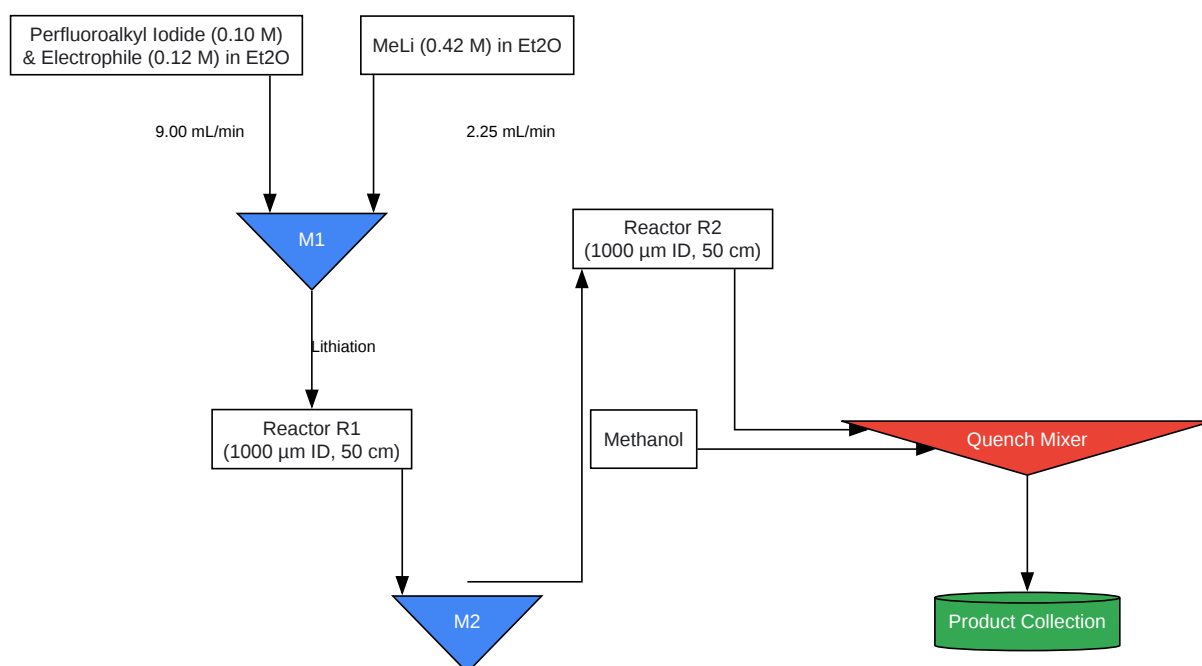 Perfluoroalkyl Iodide (0.10 M)
& Electrophile (0.12 M) in Et2O
MeLi (0.42 M) in Et2O
9.00 mL/min
2.25 mL/min
M1
Lithiation
Reactor R1
(1000 µm ID, 50 cm)
Reactor R2
(1000 µm ID, 50 cm)
Methanol
Quench Mixer
M2
Product Collection